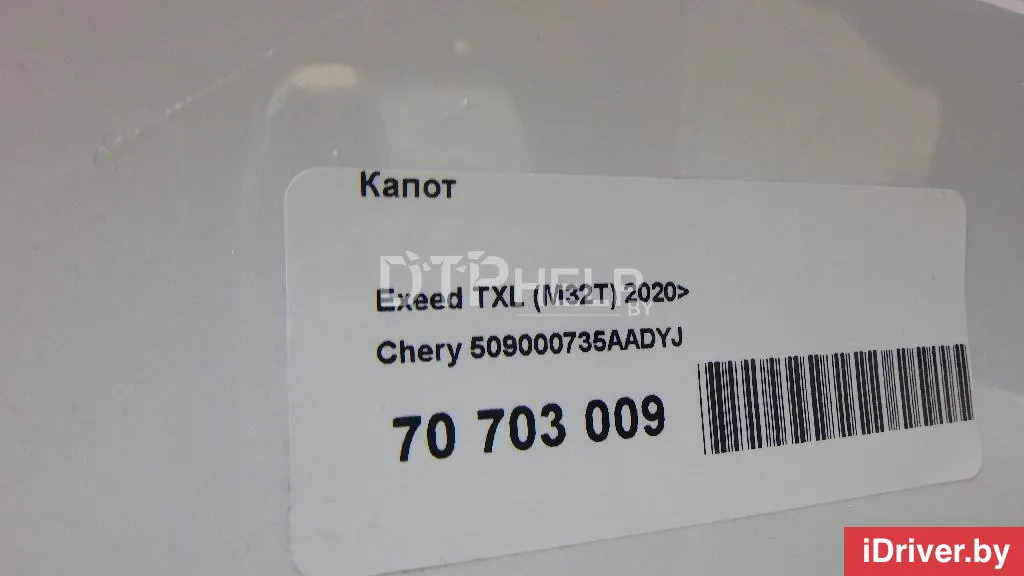 Капот
DTPHELP
BY
Exeed TXL (M32T) 2020>
Chery 509000735AADYJ
70 703 009
iDriver.by